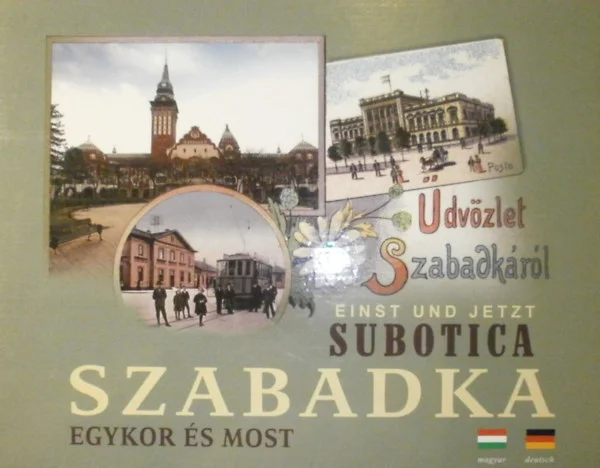 Posta
Üdvözlet
Szabadkáról
EINST UND JETZT
SUBOTICA
SZABADKA
EGYKOR ÉS MOST
magyar
deutsch